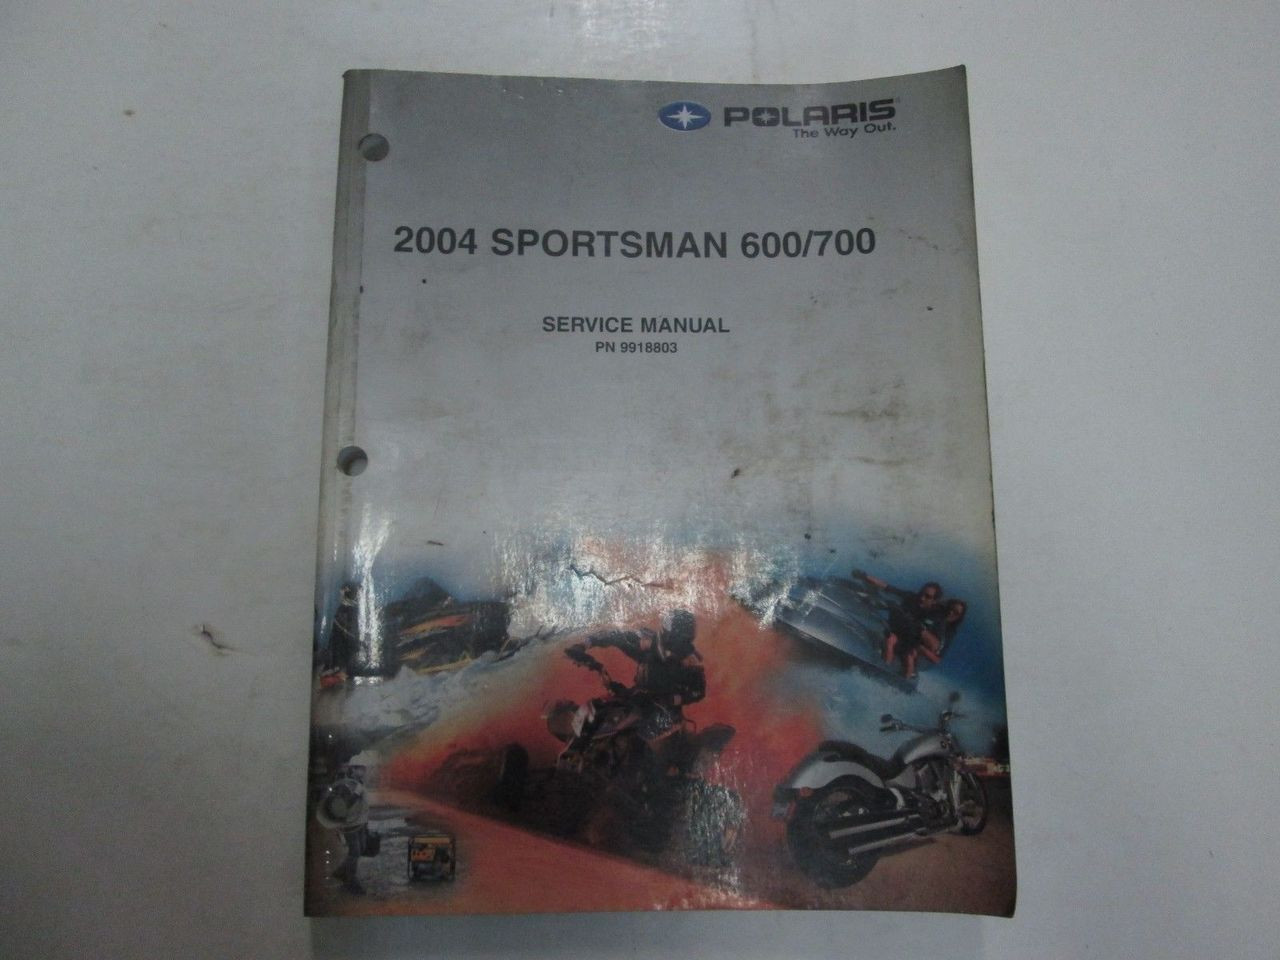 POLARIS®
The Way Out.
2004 SPORTSMAN 600/700
SERVICE MANUAL
PN 9918803